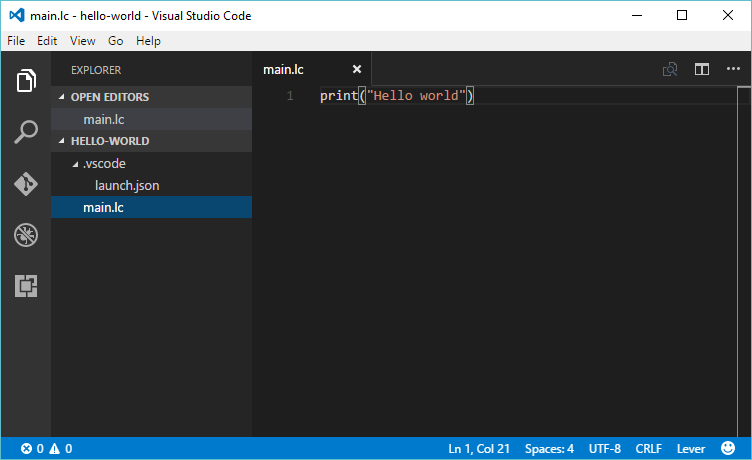 main.lc - hello-world - Visual Studio Code
File Edit View Go Help
EXPLORER
OPEN EDITORS
main.lc
HELLO-WORLD
.vscode
launch.json
main.lc
main.lc
1 print("Hello world")
0 0 Ln 1, Col 21 Spaces: 4 UTF-8 CRLF Lever